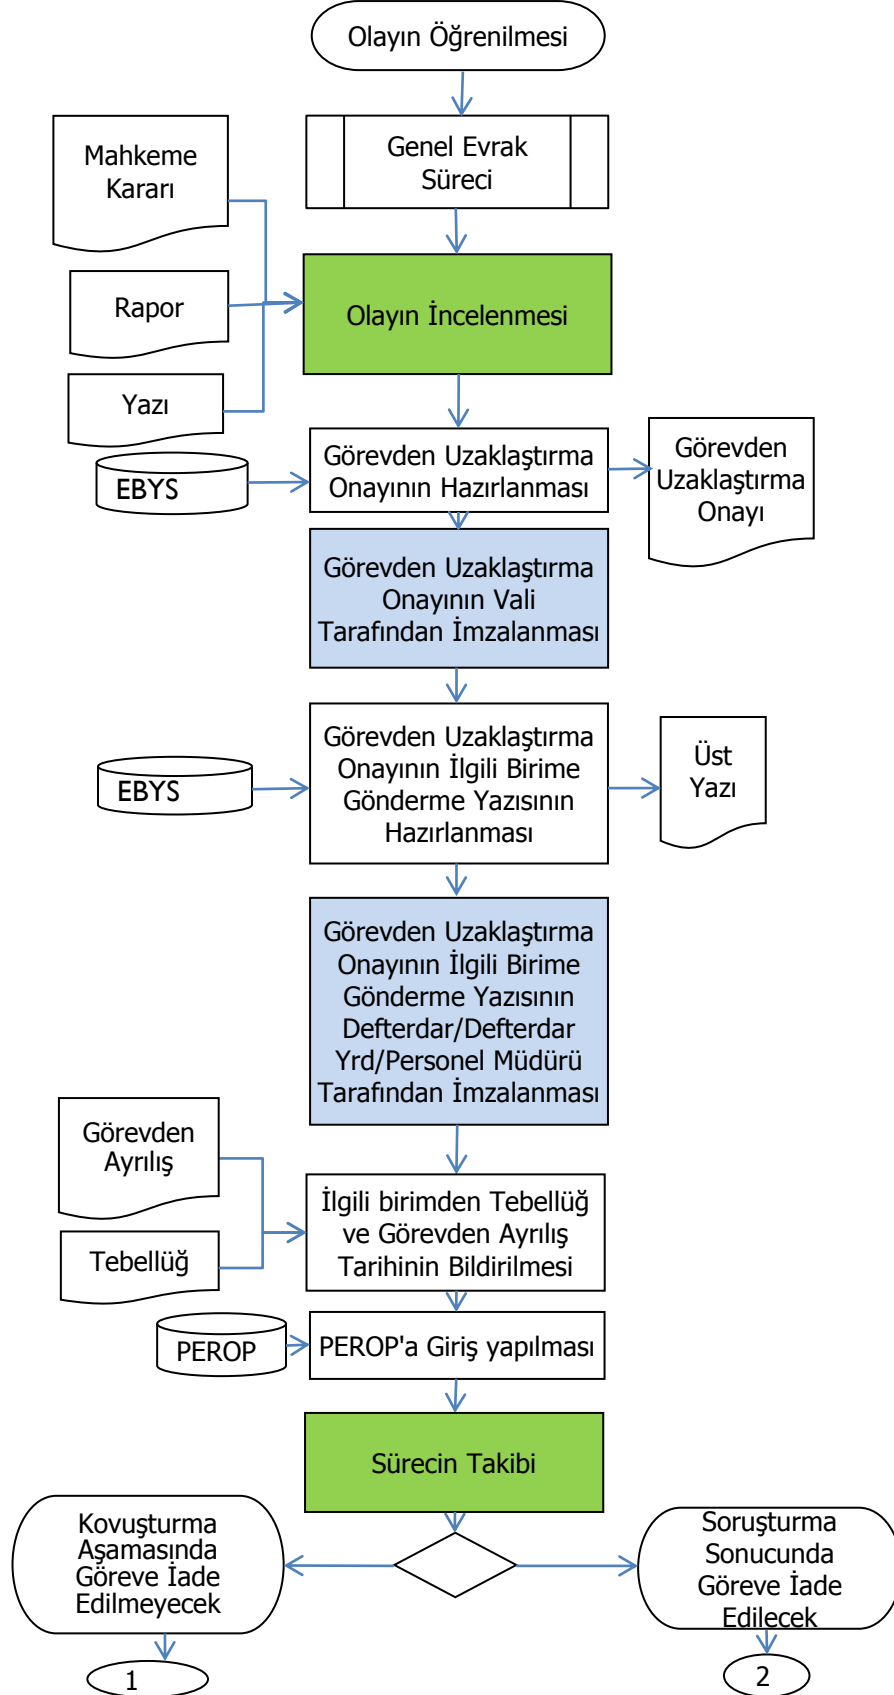 Olayın Öğrenilmesi
Genel Evrak
Süreci
Mahkeme
Kararı
Rapor
Olayın İncelenmesi
Yazı
EBYS
Görevden Uzaklaştırma
Onayının Hazırlanması
Görevden
Uzaklaştırma
Onayı
Görevden Uzaklaştırma
Onayının Vali
Tarafından İmzalanması
EBYS
Görevden Uzaklaştırma
Onayının İlgili Birime
Gönderme Yazısının
Hazırlanması
Üst
Yazı
Görevden Uzaklaştırma
Onayının İlgili Birime
Gönderme Yazısının
Defterdar/Defterdar
Yrd/Personel Müdürü
Tarafından İmzalanması
Görevden
Ayrılış
Tebellüğ
İlgili birimden Tebellüğ
ve Görevden Ayrılış
Tarihinin Bildirilmesi
PEROP
PEROP'a Giriş yapılması
Sürecin Takibi
Kovuşturma
Aşamasında
Göreve İade
Edilmeyecek
Soruşturma
Sonucunda
Göreve İade
Edilecek
1
2